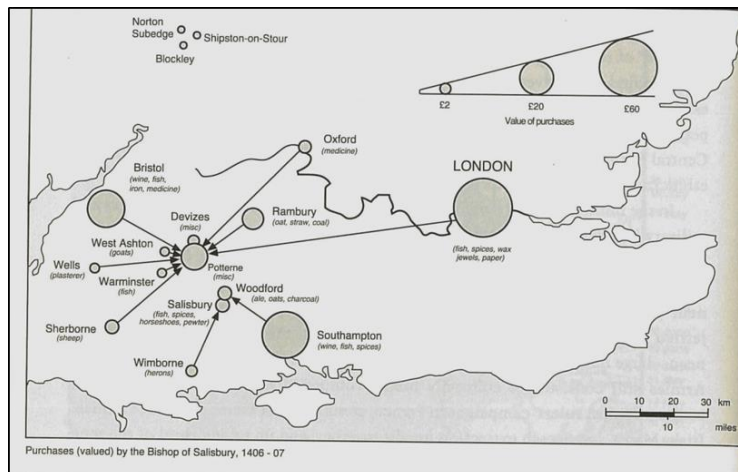 Norton
Subedge
Shipston-on-Stour
Blockley
£2
£20
£60
Value of purchases
Oxford
(medicine)
LONDON
(fish, spices, wax
jewels, paper)
Bristol
(wine, fish,
iron, medicine)
Devizes
(misc)
Rambury
(oat, straw, coal)
West Ashton
(goats)
Wells
(plasterer)
Potterne
(misc)
Warminster
(fish)
Woodford
(ale, oats, charcoal)
Salisbury
(fish, spices,
horseshoes, pewter)
Sherborne
(sheep)
Southampton
(wine, fish, spices)
Wimborne
(herons)
0 10 20 30 km
0 10 miles
Purchases (valued) by the Bishop of Salisbury, 1406 - 07